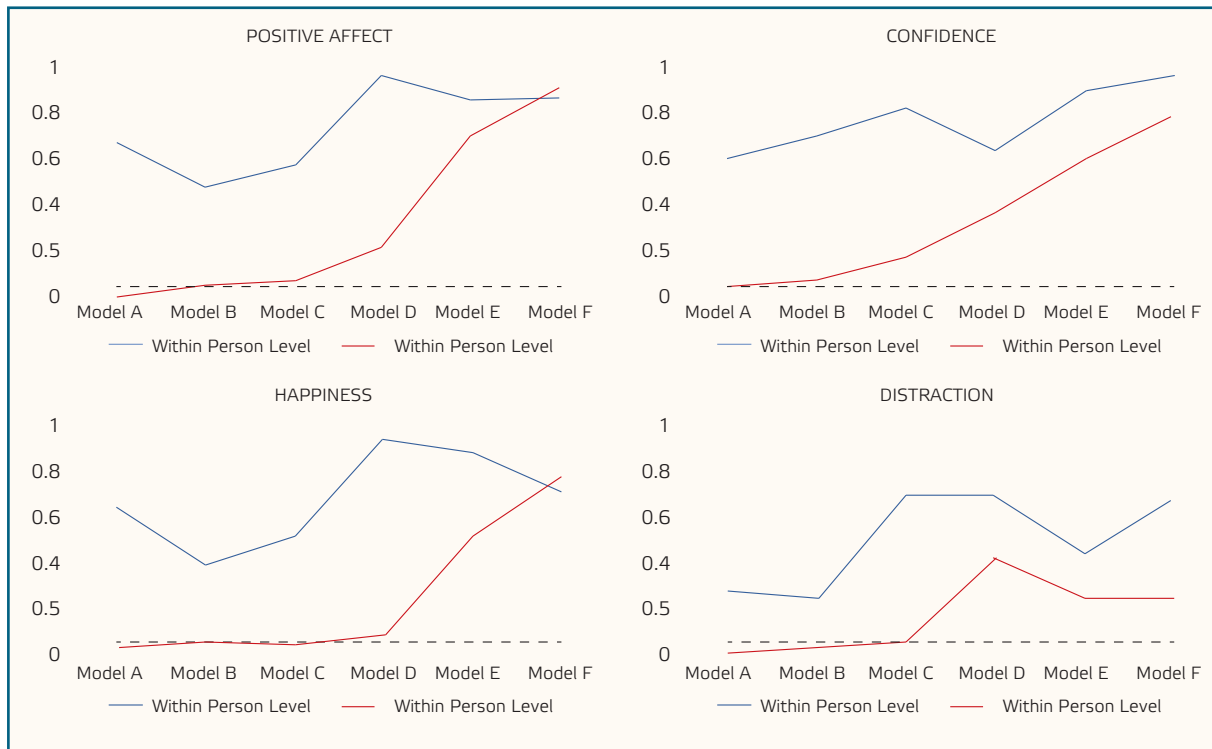 POSITIVE AFFECT
1
0.8
0.6
0.4
0.5
0
Model A Model B Model C Model D Model E Model F
Within Person Level Within Person Level
CONFIDENCE
1
0.8
0.6
0.4
0.5
0
Model A Model B Model C Model D Model E Model F
Within Person Level Within Person Level
HAPPINESS
1
0.8
0.6
0.4
0.5
0
Model A Model B Model C Model D Model E Model F
Within Person Level Within Person Level
DISTRACTION
1
0.8
0.6
0.4
0.5
0
Model A Model B Model C Model D Model E Model F
Within Person Level Within Person Level